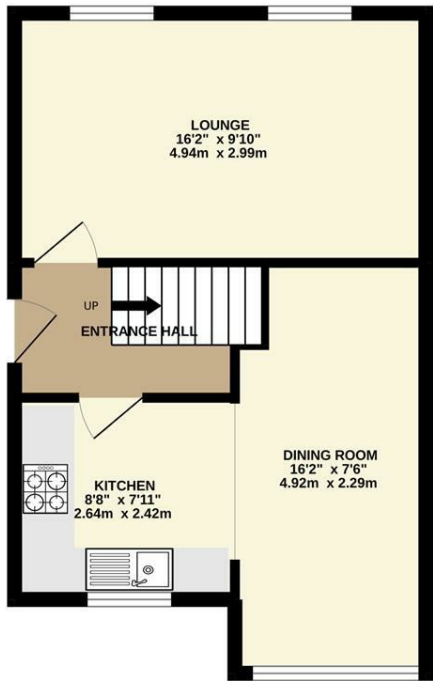 LOUNGE
16'2" x 9'10"
4.94m x 2.99m
UP
ENTRANCE HALL
KITCHEN
8'8" x 7'11"
2.64m x 2.42m
DINING ROOM
16'2" x 7'6"
4.92m x 2.29m